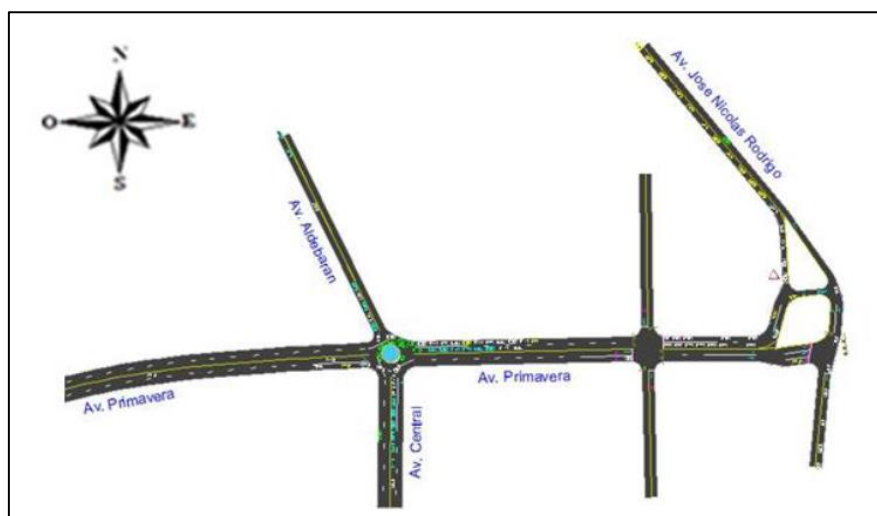 N
O
E
S
Av. Jose Nicolas Rodrigo
Av. Aldebaran
Av. Primavera
Av. Primavera
Av. Central